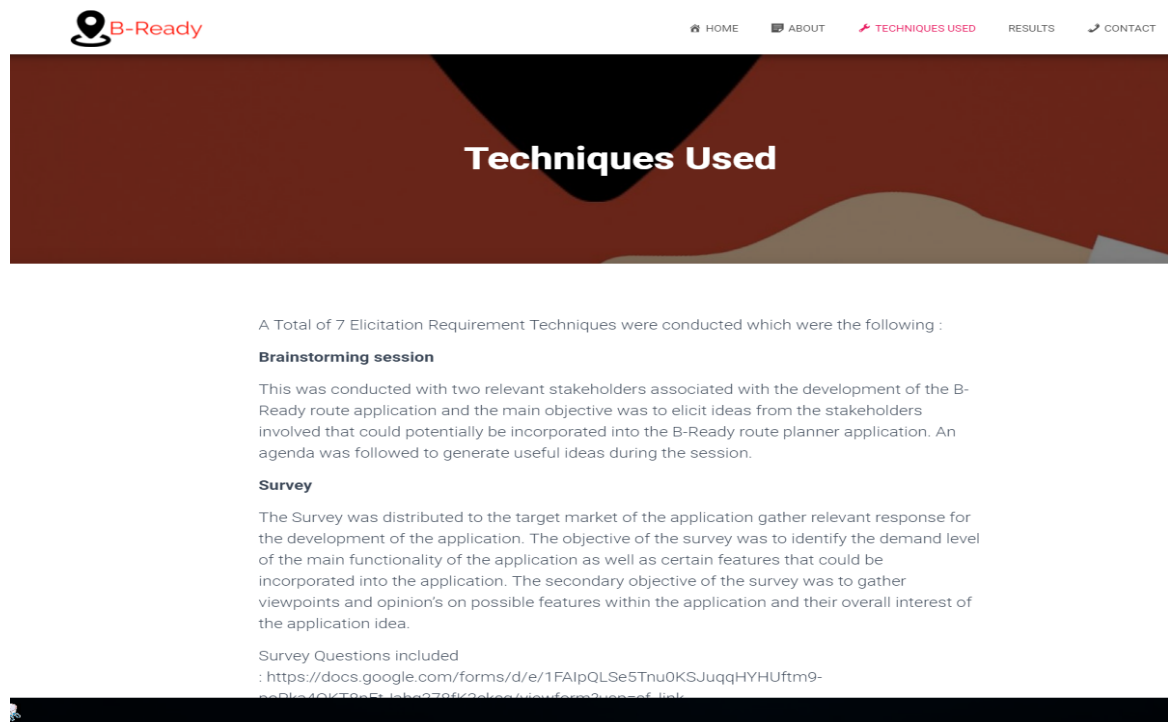 B-Ready
HOME ABOUT TECHNIQUES USED RESULTS CONTACT
Techniques Used
A Total of 7 Elicitation Requirement Techniques were conducted which were the following :
Brainstorming session
This was conducted with two relevant stakeholders associated with the development of the B-
Ready route application and the main objective was to elicit ideas from the stakeholders
involved that could potentially be incorporated into the B-Ready route planner application. An
agenda was followed to generate useful ideas during the session.
Survey
The Survey was distributed to the target market of the application gather relevant response for
the development of the application. The objective of the survey was to identify the demand level
of the main functionality of the application as well as certain features that could be
incorporated into the application. The secondary objective of the survey was to gather
viewpoints and opinion's on possible features within the application and their overall interest of
the application idea.
Survey Questions included
: https://docs.google.com/forms/d/e/1FAIpQLSe5Tnu0KSJuqqHYHUftm9-